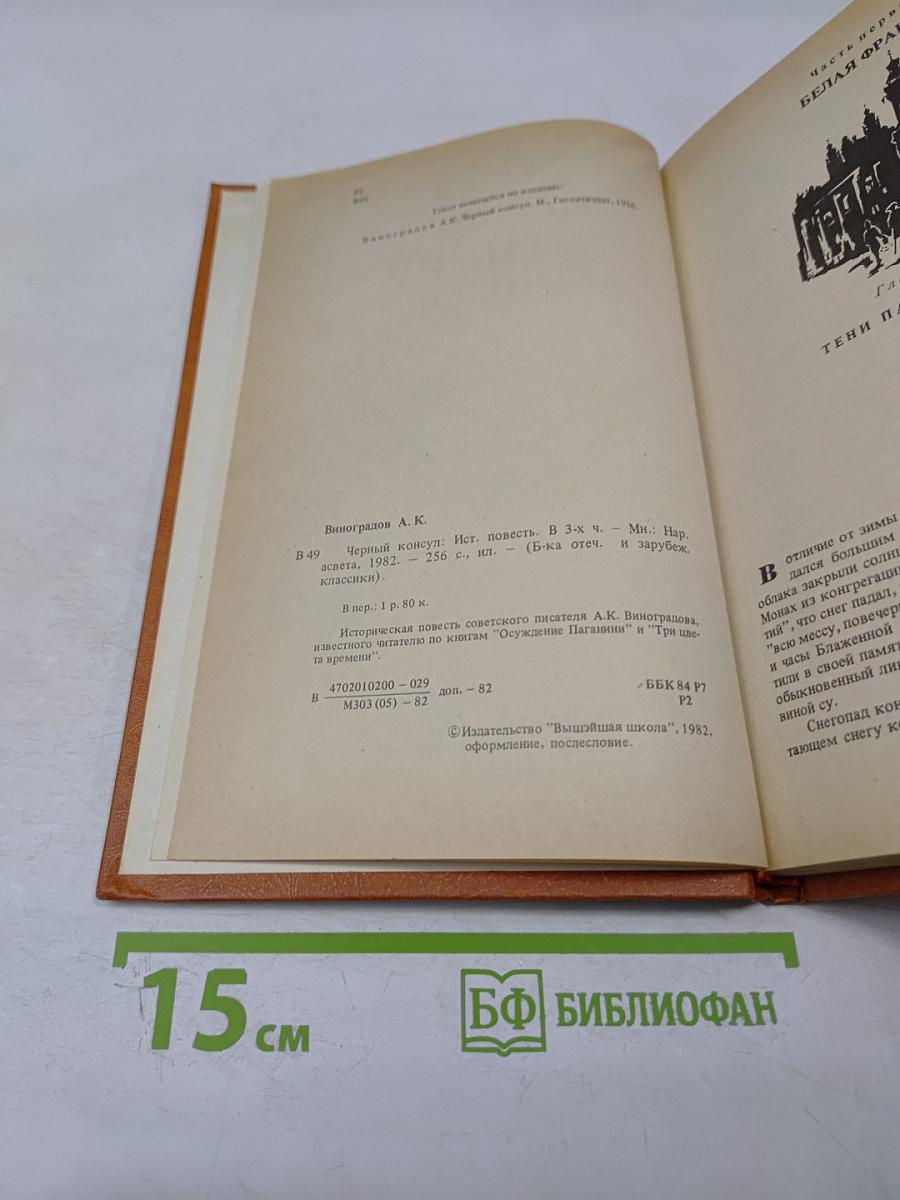 Р2
В49
Текст печатается по изданию:
Виноградов А.К. Черный консул. М., Гослитиздат, 1956.
Виноградов А. К.
В 49 Черный консул: Ист. повесть. В 3-х ч. — Мн.: Нар.
асвета, 1982. — 256 с., ил. — (Б-ка отеч. и зарубеж.
классики).
В пер.: 1 р. 80 к.
Историческая повесть советского писателя А.К. Виноградова,
известного читателю по книгам "Осуждение Паганини" и "Три цве-
та времени".
В 4702010200 — 029
М303 (05) — 82 доп. — 82
ББК 84 Р7
Р2
© Издательство "Вышэйшая школа", 1982,
оформление, послесловие.
Часть перв
БЕЛАЯ ФРА
Гл
ТЕНИ ПА
В отличие от зимы
дался большим
облака закрыли солн
Монах из конгрегаци
тий", что снег падал,
"всю мессу, повечер
и часы Блаженной
тили в своей памят
обыкновенный ли
виной су.
Снегопад кон
тающем снегу к
15 см
БФ БИБЛИОФАН